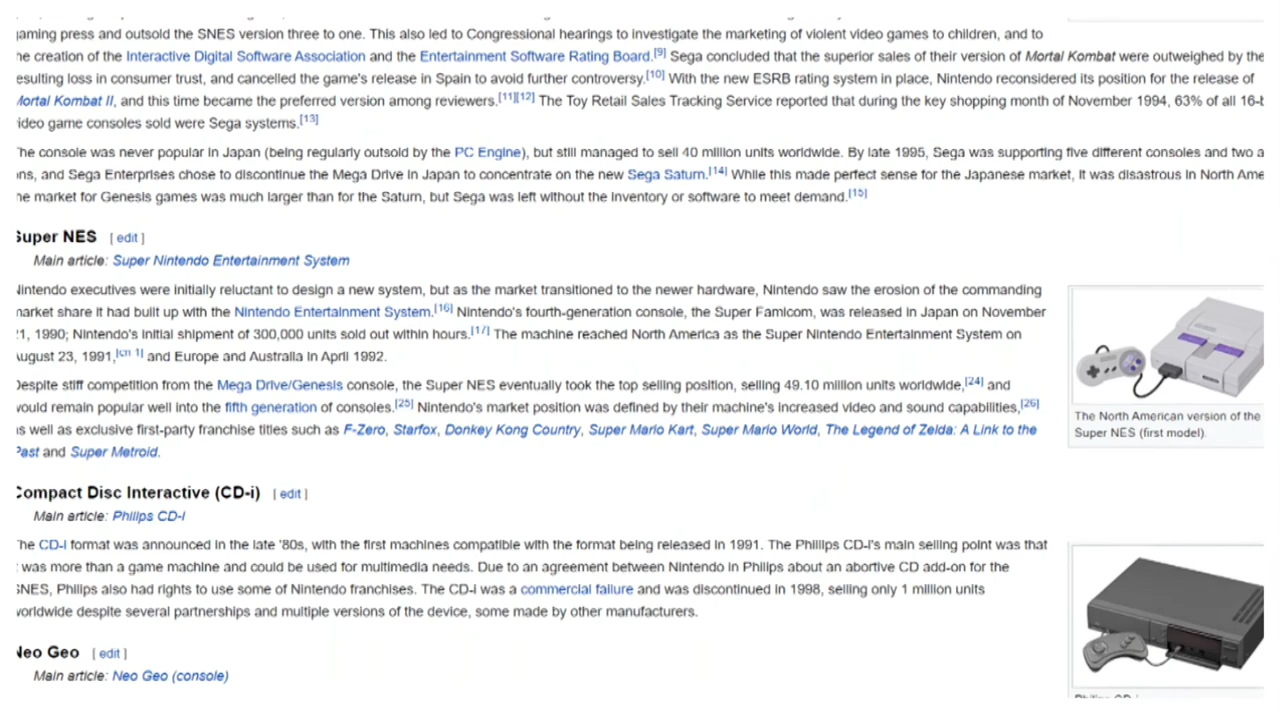 gaming press and outsold the SNES version three to one. This also led to Congressional hearings to investigate the marketing of violent video games to children, and to
he creation of the Interactive Digital Software Association and the Entertainment Software Rating Board.[9] Sega concluded that the superior sales of their version of Mortal Kombat were outweighed by the
esulting loss in consumer trust, and cancelled the game's release in Spain to avoid further controversy.[10] With the new ESRB rating system in place, Nintendo reconsidered its position for the release of
Mortal Kombat II, and this time became the preferred version among reviewers.[11][12] The Toy Retail Sales Tracking Service reported that during the key shopping month of November 1994, 63% of all 16-b
ideo game consoles sold were Sega systems.[13]
The console was never popular in Japan (being regularly outsold by the PC Engine), but still managed to sell 40 million units worldwide. By late 1995, Sega was supporting five different consoles and two a
ns, and Sega Enterprises chose to discontinue the Mega Drive in Japan to concentrate on the new Sega Saturn.[14] While this made perfect sense for the Japanese market, it was disastrous in North Ame
he market for Genesis games was much larger than for the Saturn, but Sega was left without the inventory or software to meet demand.[15]
Super NES [ edit ]
Main article: Super Nintendo Entertainment System
Nintendo executives were initially reluctant to design a new system, but as the market transitioned to the newer hardware, Nintendo saw the erosion of the commanding
market share it had built up with the Nintendo Entertainment System.[16] Nintendo's fourth-generation console, the Super Famicom, was released in Japan on November
21, 1990; Nintendo's initial shipment of 300,000 units sold out within hours.[17] The machine reached North America as the Super Nintendo Entertainment System on
August 23, 1991,[cn 1] and Europe and Australia in April 1992.
Despite stiff competition from the Mega Drive/Genesis console, the Super NES eventually took the top selling position, selling 49.10 million units worldwide,[24] and
would remain popular well into the fifth generation of consoles.[25] Nintendo's market position was defined by their machine's increased video and sound capabilities,[26]
as well as exclusive first-party franchise titles such as F-Zero, Starfox, Donkey Kong Country, Super Mario Kart, Super Mario World, The Legend of Zelda: A Link to the
Past and Super Metroid.
The North American version of the
Super NES (first model).
Compact Disc Interactive (CD-i) [ edit ]
Main article: Philips CD-i
The CD-i format was announced in the late '80s, with the first machines compatible with the format being released in 1991. The Phillips CD-i's main selling point was that
was more than a game machine and could be used for multimedia needs. Due to an agreement between Nintendo in Philips about an abortive CD add-on for the
SNES, Philips also had rights to use some of Nintendo franchises. The CD-i was a commercial failure and was discontinued in 1998, selling only 1 million units
worldwide despite several partnerships and multiple versions of the device, some made by other manufacturers.
Neo Geo [ edit ]
Main article: Neo Geo (console)